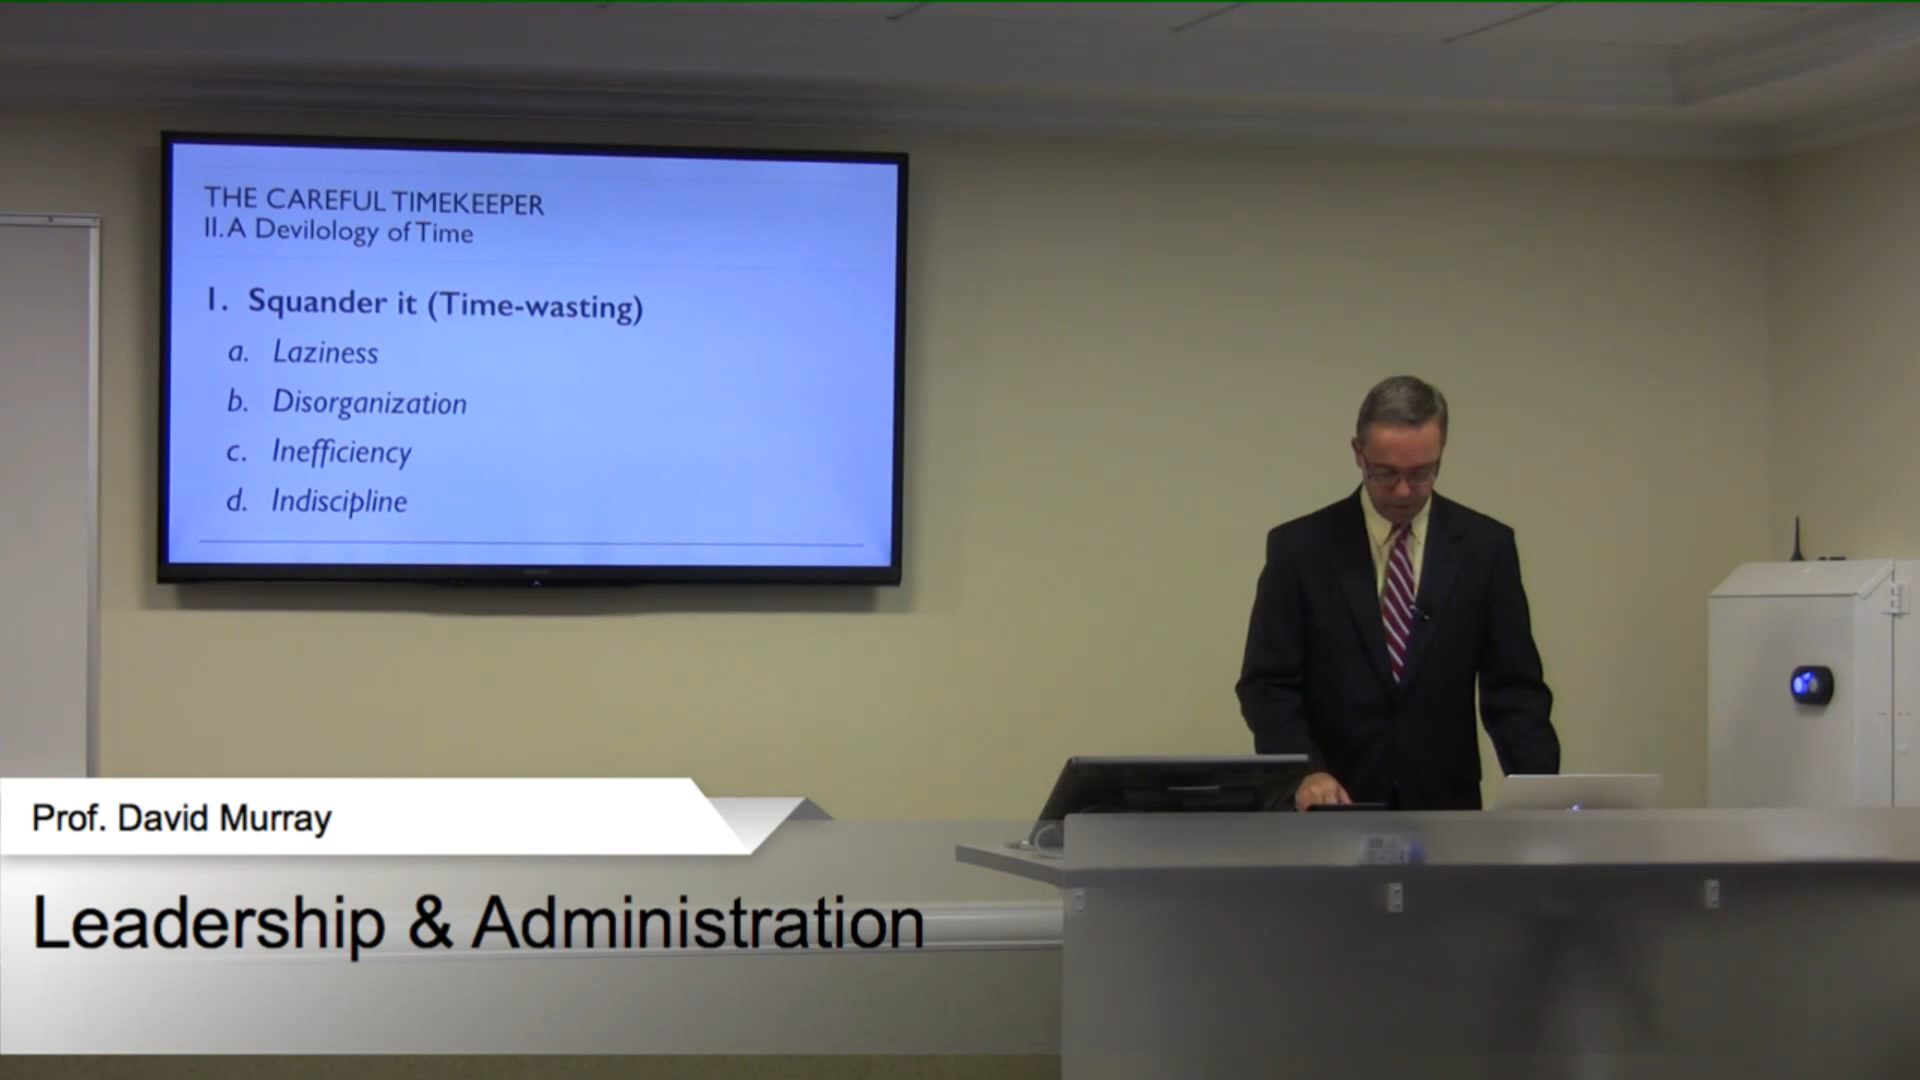 THE CAREFUL TIMEKEEPER
II. A Devilology of Time
1. Squander it (Time-wasting)
a. Laziness
b. Disorganization
c. Inefficiency
d. Indiscipline
Prof. David Murray
Leadership & Administration